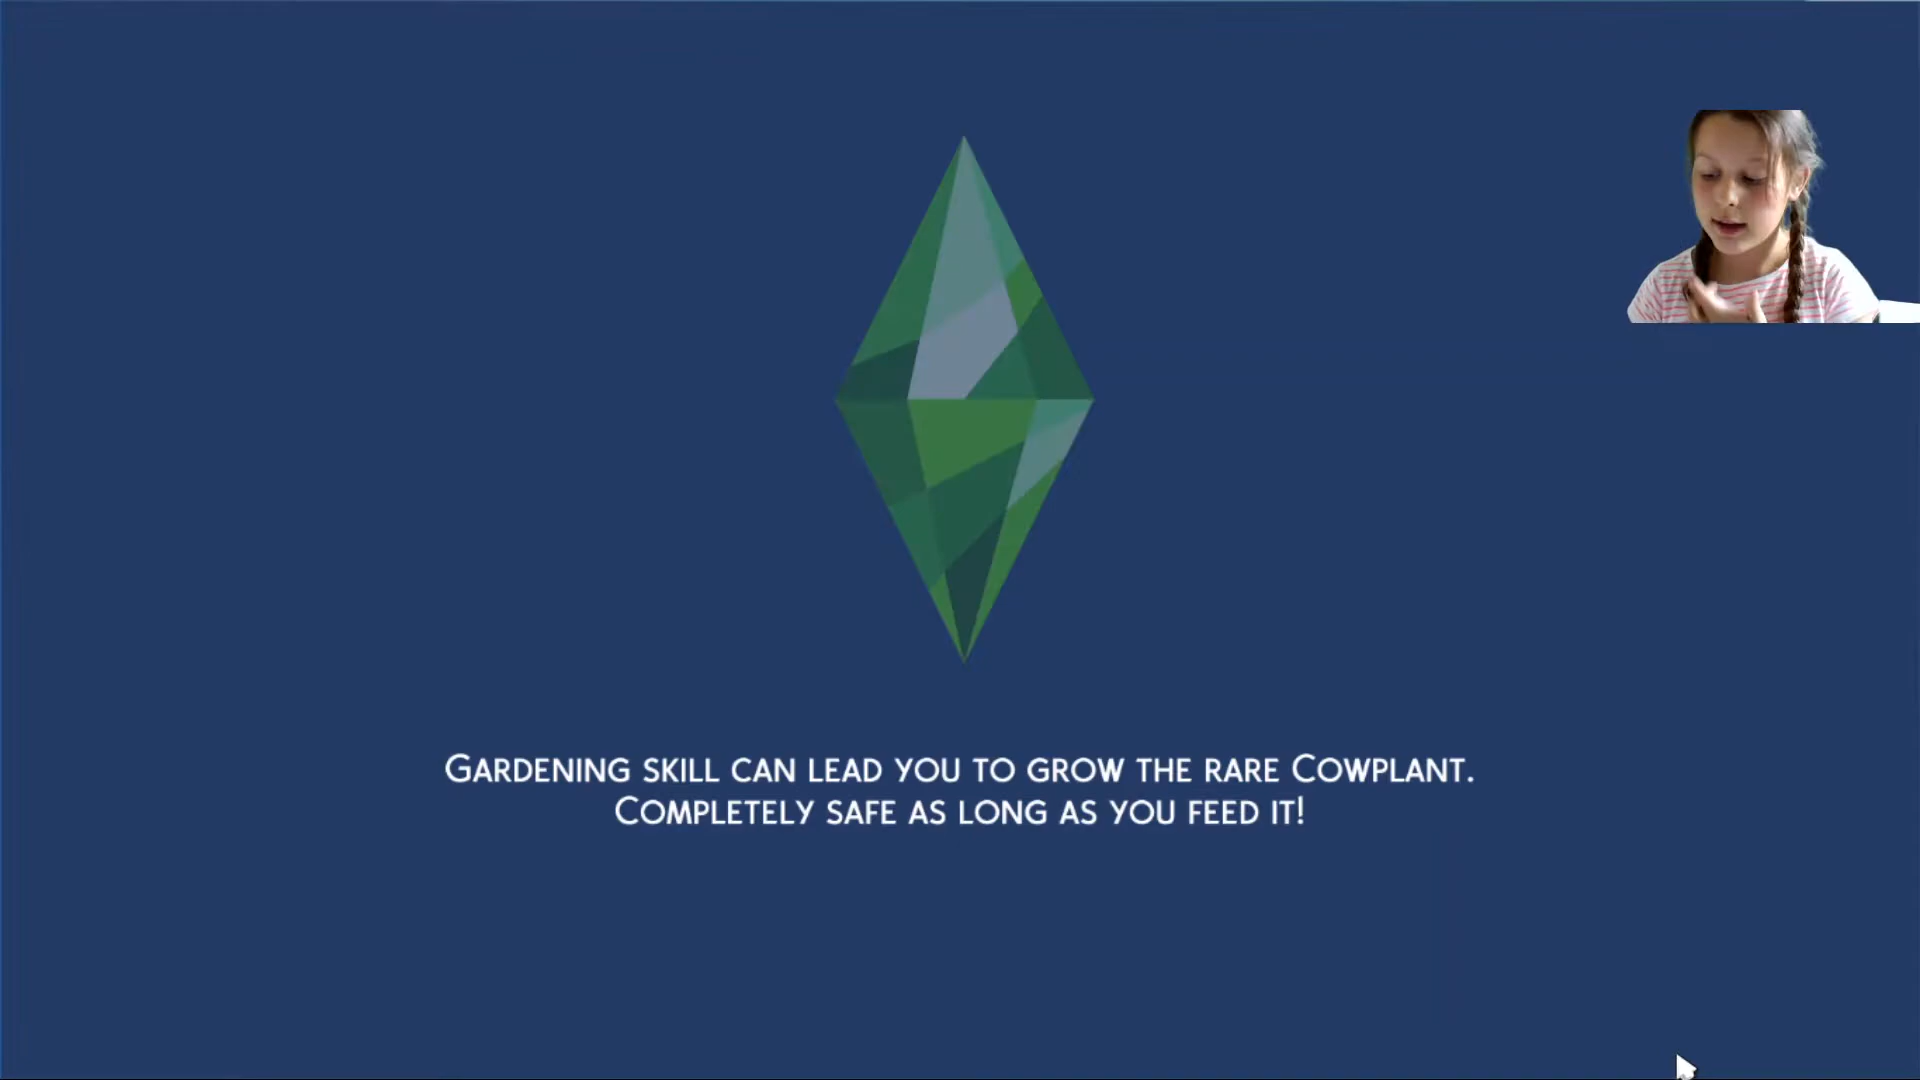 Gardening skill can lead you to grow the rare Cowplant.
Completely safe as long as you feed it!